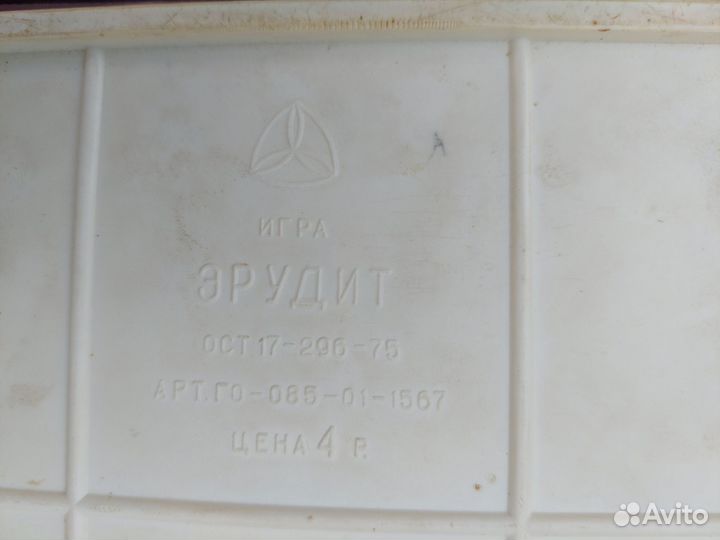 ИГРА
ЭРУДИТ
ОСТ 17-296-75
АРТ. ГО-085-01-1567
ЦЕНА 4 Р.
Avito